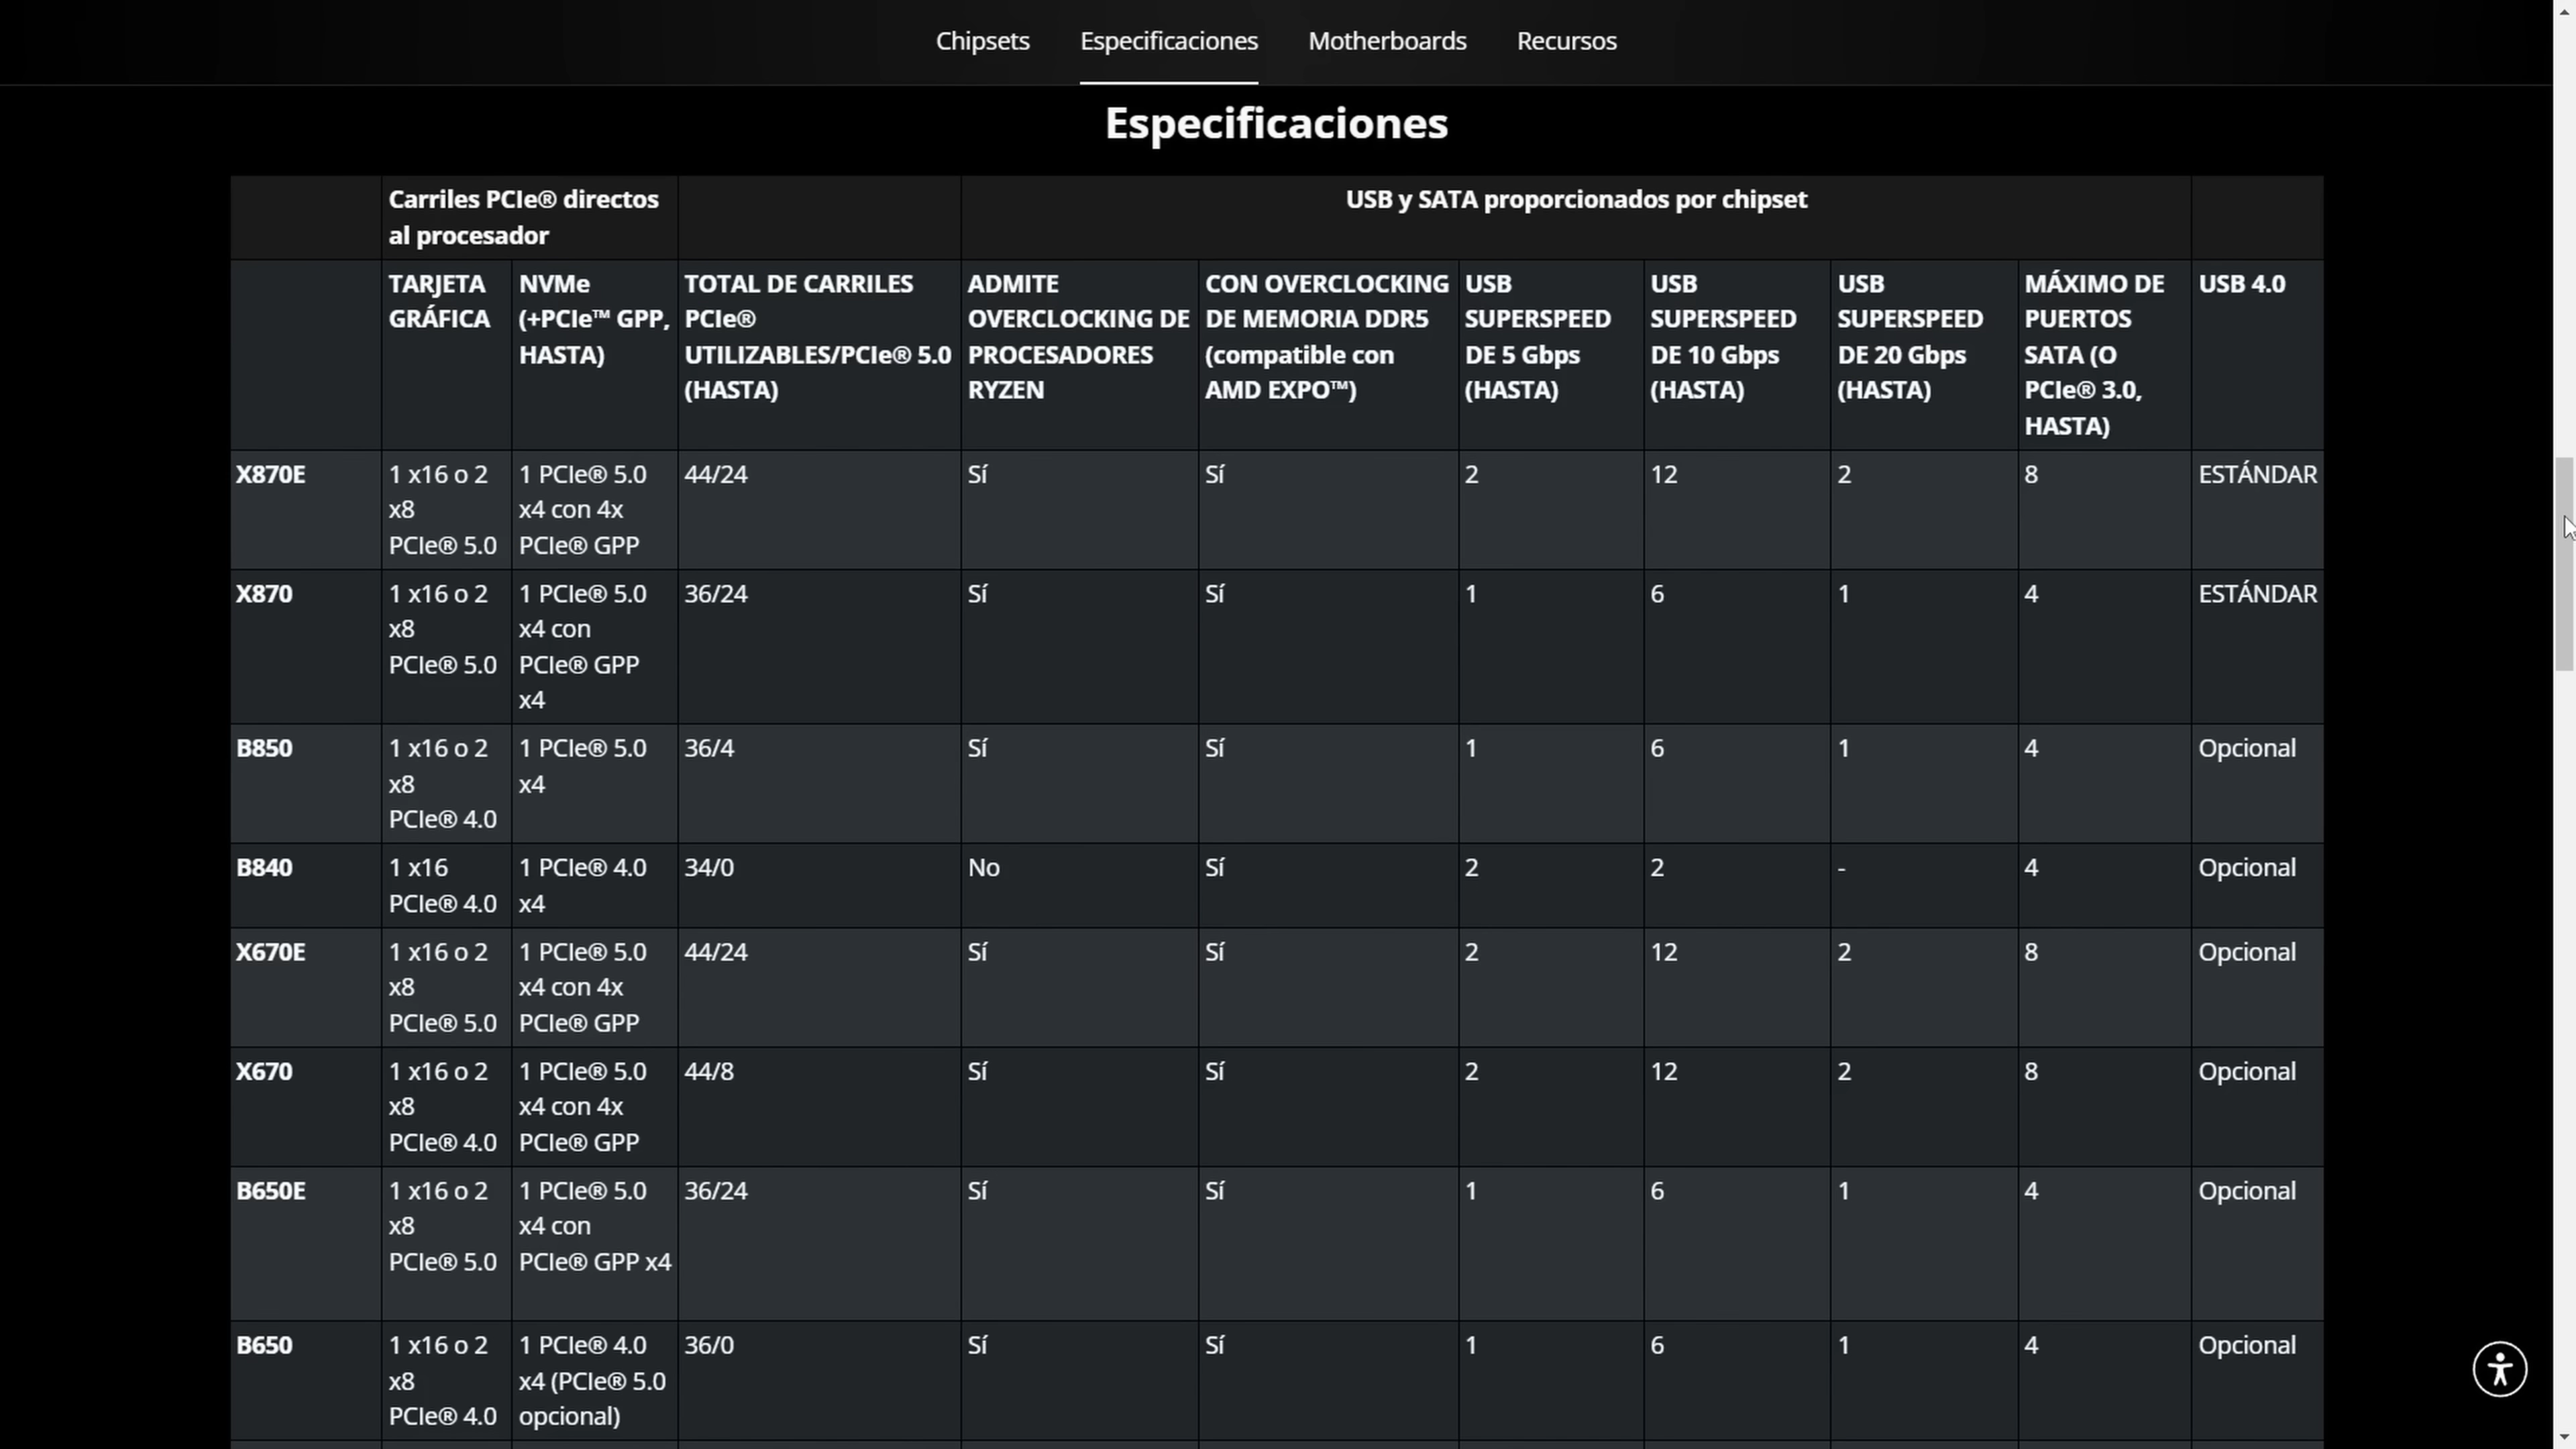 Chipsets Especificaciones Motherboards Recursos
Especificaciones
Carriles PCIe® directos
al procesador
USB y SATA proporcionados por chipset
TARJETA
GRÁFICA
NVMe
(+PCIe™ GPP,
HASTA)
TOTAL DE CARRILES
PCIe®
UTILIZABLES/PCIe® 5.0
(HASTA)
ADMITE
OVERCLOCKING DE
PROCESADORES
RYZEN
CON OVERCLOCKING
DE MEMORIA DDR5
(compatible con
AMD EXPO™)
USB
SUPERSPEED
DE 5 Gbps
(HASTA)
USB
SUPERSPEED
DE 10 Gbps
(HASTA)
USB
SUPERSPEED
DE 20 Gbps
(HASTA)
MÁXIMO DE
PUERTOS
SATA (O
PCIe® 3.0,
HASTA)
USB 4.0
X870E
1 x16 o 2
x8
PCIe® 5.0
1 PCIe® 5.0
x4 con 4x
PCIe® GPP
44/24
Sí
Sí
2
12
2
8
ESTÁNDAR
X870
1 x16 o 2
x8
PCIe® 5.0
1 PCIe® 5.0
x4 con
PCIe® GPP
x4
36/24
Sí
Sí
1
6
1
4
ESTÁNDAR
B850
1 x16 o 2
x8
PCIe® 4.0
1 PCIe® 5.0
x4
36/4
Sí
Sí
1
6
1
4
Opcional
B840
1 x16
PCIe® 4.0
1 PCIe® 4.0
x4
34/0
No
Sí
2
2
-
4
Opcional
X670E
1 x16 o 2
x8
PCIe® 5.0
1 PCIe® 5.0
x4 con 4x
PCIe® GPP
44/24
Sí
Sí
2
12
2
8
Opcional
X670
1 x16 o 2
x8
PCIe® 4.0
1 PCIe® 5.0
x4 con 4x
PCIe® GPP
44/8
Sí
Sí
2
12
2
8
Opcional
B650E
1 x16 o 2
x8
PCIe® 5.0
1 PCIe® 5.0
x4 con
PCIe® GPP x4
36/24
Sí
Sí
1
6
1
4
Opcional
B650
1 x16 o 2
x8
PCIe® 4.0
1 PCIe® 4.0
x4 (PCIe® 5.0
opcional)
36/0
Sí
Sí
1
6
1
4
Opcional